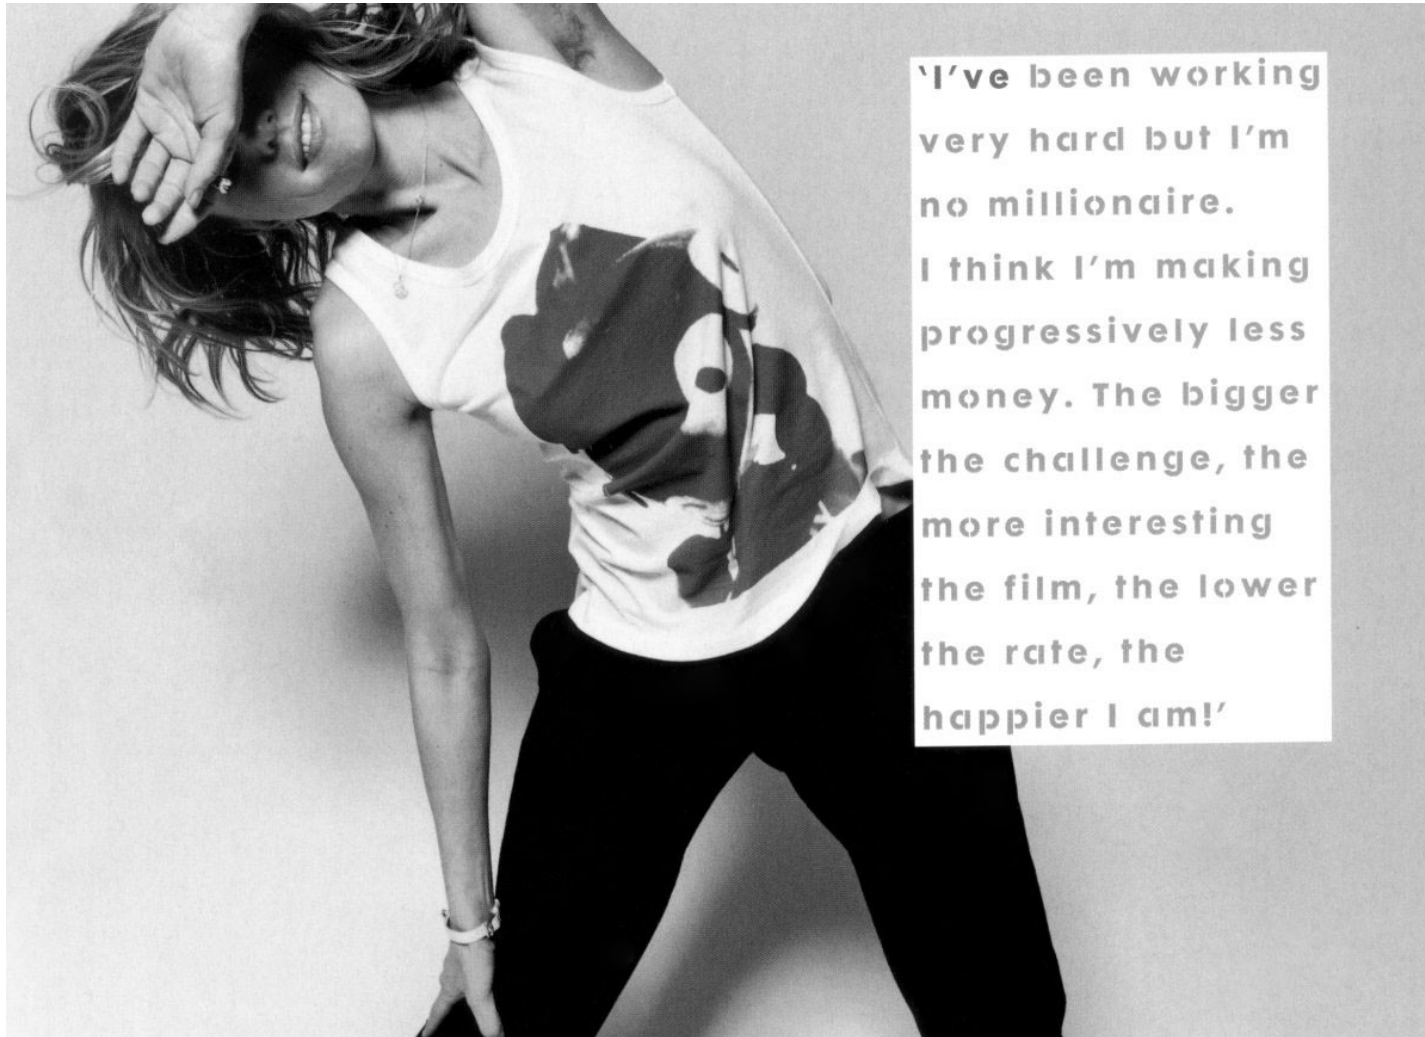 ‘I’ve been working
very hard but I’m
no millionaire.
I think I’m making
progressively less
money. The bigger
the challenge, the
more interesting
the film, the lower
the rate, the
happier I am!’